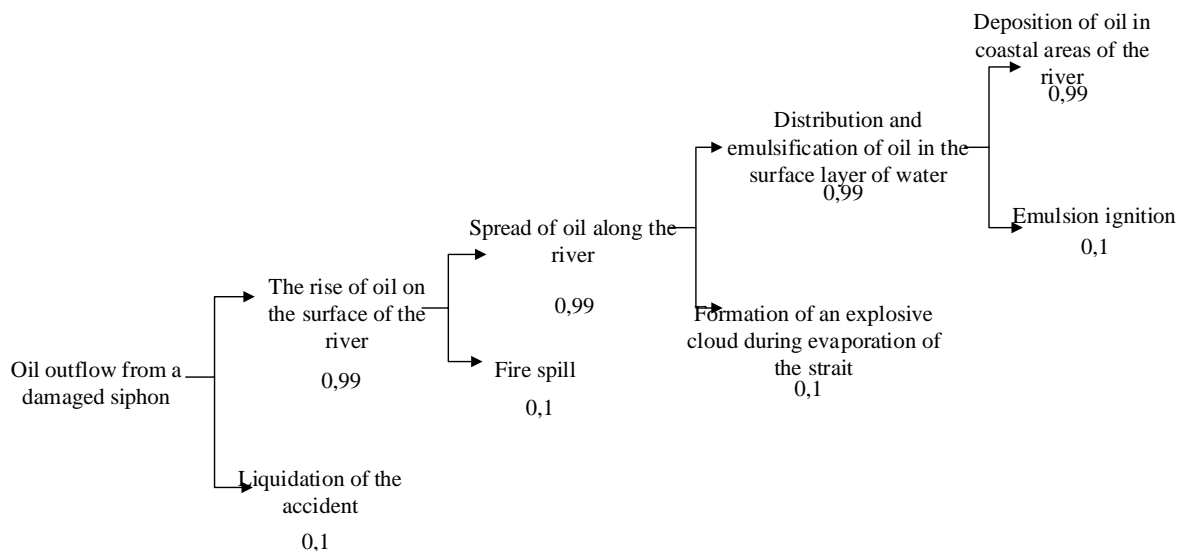 Oil outflow from a
damaged siphon
The rise of oil on
the surface of the
river
0,99
Liquidation of the
accident
0,1
Spread of oil along the
river
0,99
Fire spill
0,1
Distribution and
emulsification of oil in the
surface layer of water
0,99
Formation of an explosive
cloud during evaporation of
the strait
0,1
Deposition of oil in
coastal areas of the
river
0,99
Emulsion ignition
0,1